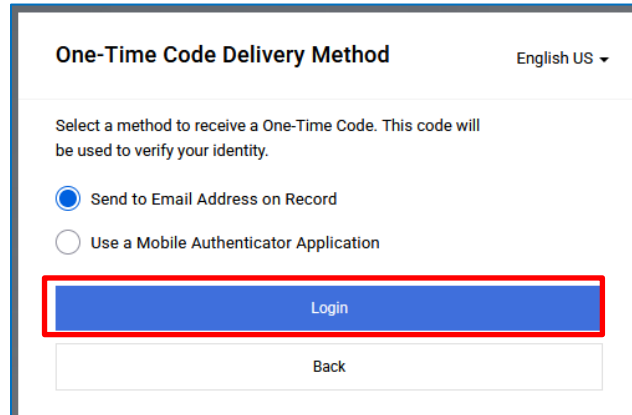 One-Time Code Delivery Method
English US
Select a method to receive a One-Time Code. This code will
be used to verify your identity.
Send to Email Address on Record
Use a Mobile Authenticator Application
Login
Back